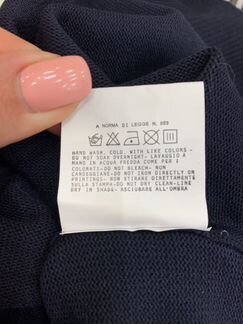 A NORMA DI LEGGE N. 883
HAND WASH, COLD, WITH LIKE COLORS -
DO NOT SOAK OVERNIGHT- LAVAGGIO A
MANO IN ACQUA FREDDA COME PER I
COLORATI-DO NOT BLEACH- NON
CANDEGGIARE-DO NOT IRON DIRECTLY ON
PRINTINGS- NON STIRARE DIRETTAMENTE
SULLA STAMPA-DO NOT DRY CLEAN-LINE
DRY IN SHADE- ASCIUGARE ALL'OMBRA